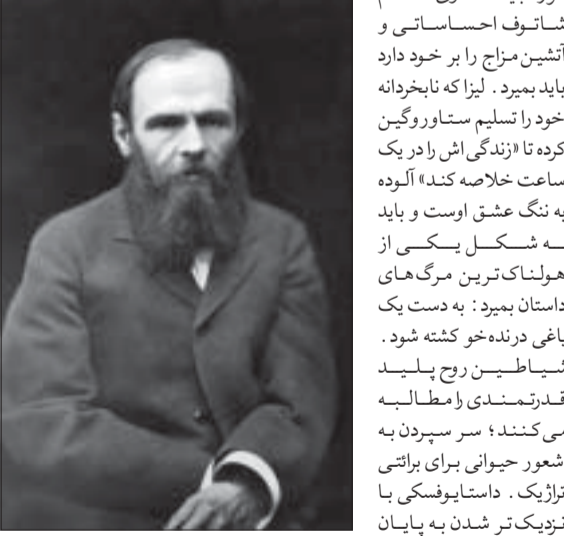 شاتوف احساساتی و
آتشین مزاج را بر خود دارد
باید بمیرد. لیزا که نابخردانه
خود را تسلیم ستاوروگین
کرده تا «زندگی‌اش را در یک
ساعت خلاصه کند» آلوده
به ننگ عشق اوست و باید
به شکل یکی از
هولناک‌ترین مرگ‌های
داستان بمیرد: به دست یک
یاغی درنده‌خو کشته شود.
شیاطین روح پلید
قدرتمندی را مطالبه
می‌کنند؛ سر سپردن به
شعور حیوانی برای برائتی
تراژیک. داستایوفسکی با
نزدیک‌تر شدن به پایان